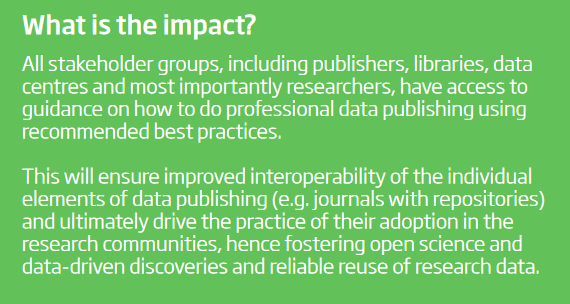 What is the impact?
All stakeholder groups, including publishers, libraries, data
centres and most importantly researchers, have access to
guidance on how to do professional data publishing using
recommended best practices.
This will ensure improved interoperability of the individual
elements of data publishing (e.g. journals with repositories)
and ultimately drive the practice of their adoption in the
research communities, hence fostering open science and
data-driven discoveries and reliable reuse of research data.